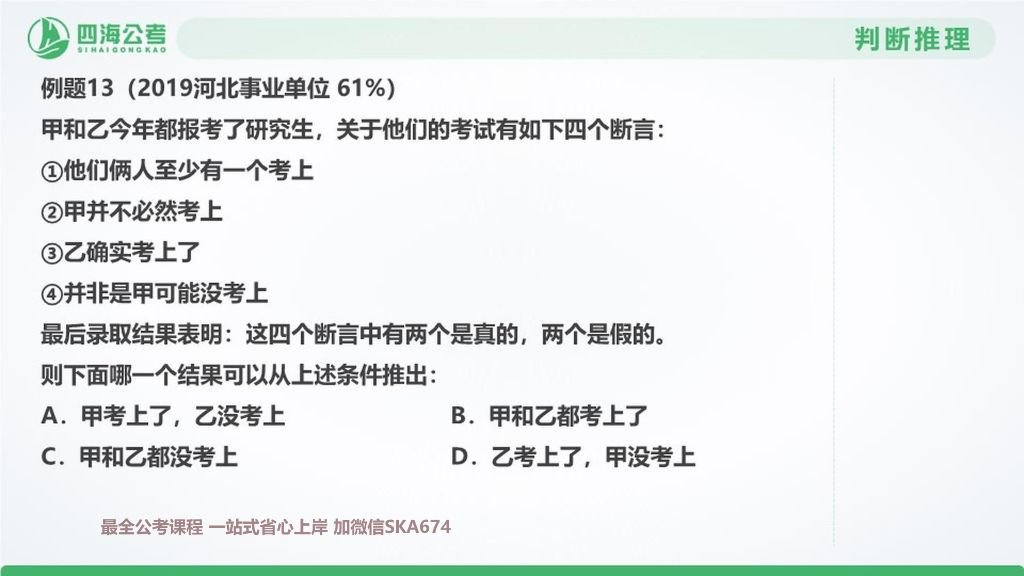 四海公考
SIHAIGONGKAO
判断推理
例题13（2019河北事业单位 61%）
甲和乙今年都报考了研究生，关于他们的考试有如下四个断言：
①他们俩人至少有一个考上
②甲并不必然考上
③乙确实考上了
④并非是甲可能没考上
最后录取结果表明：这四个断言中有两个是真的，两个是假的。
则下面哪一个结果可以从上述条件推出：
A．甲考上了，乙没考上
B．甲和乙都考上了
C．甲和乙都没考上
D．乙考上了，甲没考上
最全公考课程 一站式省心上岸 加微信SKA674